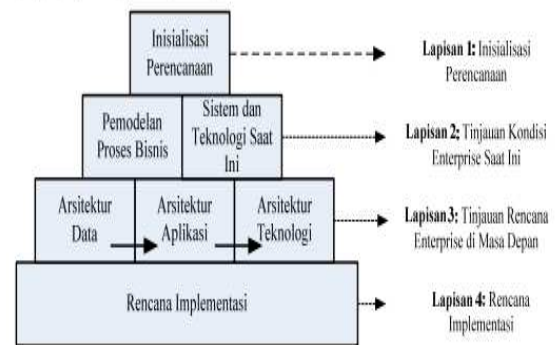 Inisialisasi
Perencanaan
Lapisan 1: Inisialisasi
Perencanaan
Pemodelan
Proses Bisnis
Sistem dan
Teknologi Saat
Ini
Lapisan 2: Tinjauan Kondisi
Enterprise Saat Ini
Arsitektur
Data
Arsitektur
Aplikasi
Arsitektur
Teknologi
Lapisan 3: Tinjauan Rencana
Enterprise di Masa Depan
Rencana Implementasi
Lapisan 4: Rencana
Implementasi